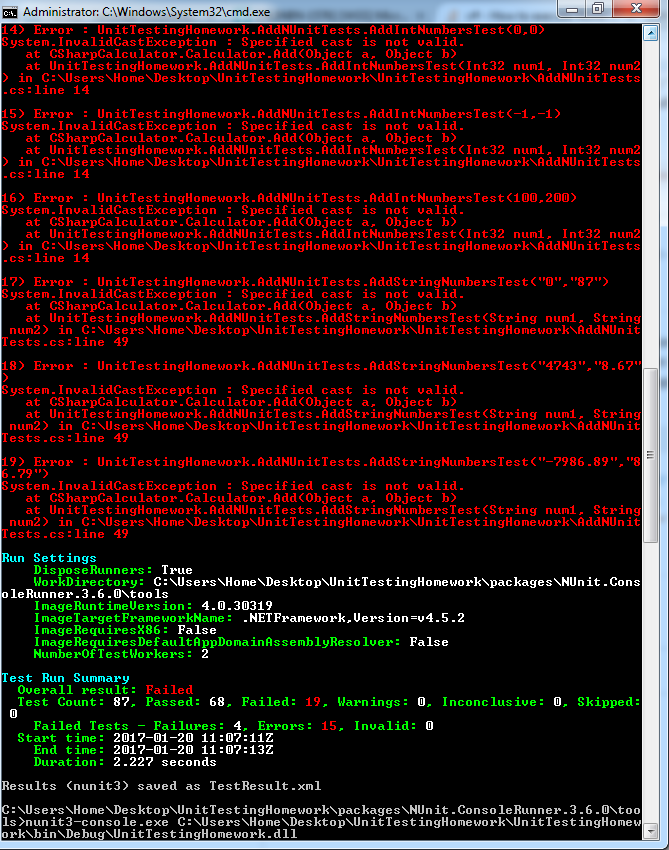 Administrator: C:\Windows\System32\cmd.exe
14) Error : UnitTestingHomework.AddNUnitTests.AddIntNumbersTest(0,0)
System.InvalidCastException : Specified cast is not valid.
   at CSharpCalculator.Calculator.Add(Object a, Object b)
   at UnitTestingHomework.AddNUnitTests.AddIntNumbersTest(Int32 num1, Int32 num2
) in C:\Users\Home\Desktop\UnitTestingHomework\UnitTestingHomework\AddNUnitTests
.cs:line 14
15) Error : UnitTestingHomework.AddNUnitTests.AddIntNumbersTest(-1,-1)
System.InvalidCastException : Specified cast is not valid.
   at CSharpCalculator.Calculator.Add(Object a, Object b)
   at UnitTestingHomework.AddNUnitTests.AddIntNumbersTest(Int32 num1, Int32 num2
) in C:\Users\Home\Desktop\UnitTestingHomework\UnitTestingHomework\AddNUnitTests
.cs:line 14
16) Error : UnitTestingHomework.AddNUnitTests.AddIntNumbersTest(100,200)
System.InvalidCastException : Specified cast is not valid.
   at CSharpCalculator.Calculator.Add(Object a, Object b)
   at UnitTestingHomework.AddNUnitTests.AddIntNumbersTest(Int32 num1, Int32 num2
) in C:\Users\Home\Desktop\UnitTestingHomework\UnitTestingHomework\AddNUnitTests
.cs:line 14
17) Error : UnitTestingHomework.AddNUnitTests.AddStringNumbersTest("0","87")
System.InvalidCastException : Specified cast is not valid.
   at CSharpCalculator.Calculator.Add(Object a, Object b)
   at UnitTestingHomework.AddNUnitTests.AddStringNumbersTest(String num1, String
 num2) in C:\Users\Home\Desktop\UnitTestingHomework\UnitTestingHomework\AddNUnit
Tests.cs:line 49
18) Error : UnitTestingHomework.AddNUnitTests.AddStringNumbersTest("4743","8.67"
)
System.InvalidCastException : Specified cast is not valid.
   at CSharpCalculator.Calculator.Add(Object a, Object b)
   at UnitTestingHomework.AddNUnitTests.AddStringNumbersTest(String num1, String
 num2) in C:\Users\Home\Desktop\UnitTestingHomework\UnitTestingHomework\AddNUnit
Tests.cs:line 49
19) Error : UnitTestingHomework.AddNUnitTests.AddStringNumbersTest("-7986.89","8
6.79")
System.InvalidCastException : Specified cast is not valid.
   at CSharpCalculator.Calculator.Add(Object a, Object b)
   at UnitTestingHomework.AddNUnitTests.AddStringNumbersTest(String num1, String
 num2) in C:\Users\Home\Desktop\UnitTestingHomework\UnitTestingHomework\AddNUnit
Tests.cs:line 49
Run Settings
    DisposeRunners: True
    WorkDirectory: C:\Users\Home\Desktop\UnitTestingHomework\packages\NUnit.Cons
oleRunner.3.6.0\tools
    ImageRuntimeVersion: 4.0.30319
    ImageTargetFrameworkName: .NETFramework,Version=v4.5.2
    ImageRequiresX86: False
    ImageRequiresDefaultAppDomainAssemblyResolver: False
    NumberOfTestWorkers: 2
Test Run Summary
  Overall result: Failed
  Test Count: 87, Passed: 68, Failed: 19, Warnings: 0, Inconclusive: 0, Skipped:
 0
    Failed Tests - Failures: 4, Errors: 15, Invalid: 0
  Start time: 2017-01-20 11:07:11Z
    End time: 2017-01-20 11:07:13Z
    Duration: 2.227 seconds
Results (nunit3) saved as TestResult.xml
C:\Users\Home\Desktop\UnitTestingHomework\packages\NUnit.ConsoleRunner.3.6.0\too
ls>nunit3-console.exe C:\Users\Home\Desktop\UnitTestingHomework\UnitTestingHomew
ork\bin\Debug\UnitTestingHomework.dll